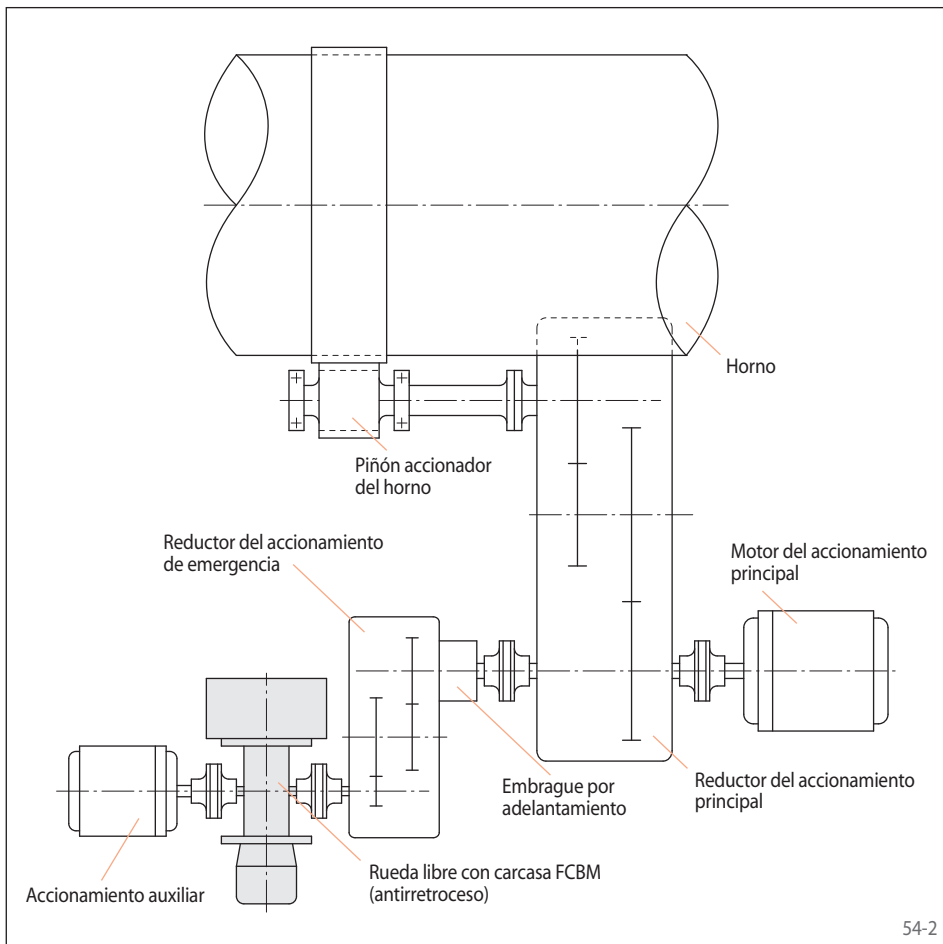 Horno
Piñón accionador
del horno
Reductor del accionamiento
de emergencia
Motor del accionamiento
principal
Embrague por
adelantamiento
Reductor del accionamiento
principal
Rueda libre con carcasa FCBM
(antirretroceso)
Accionamiento auxiliar
54-2